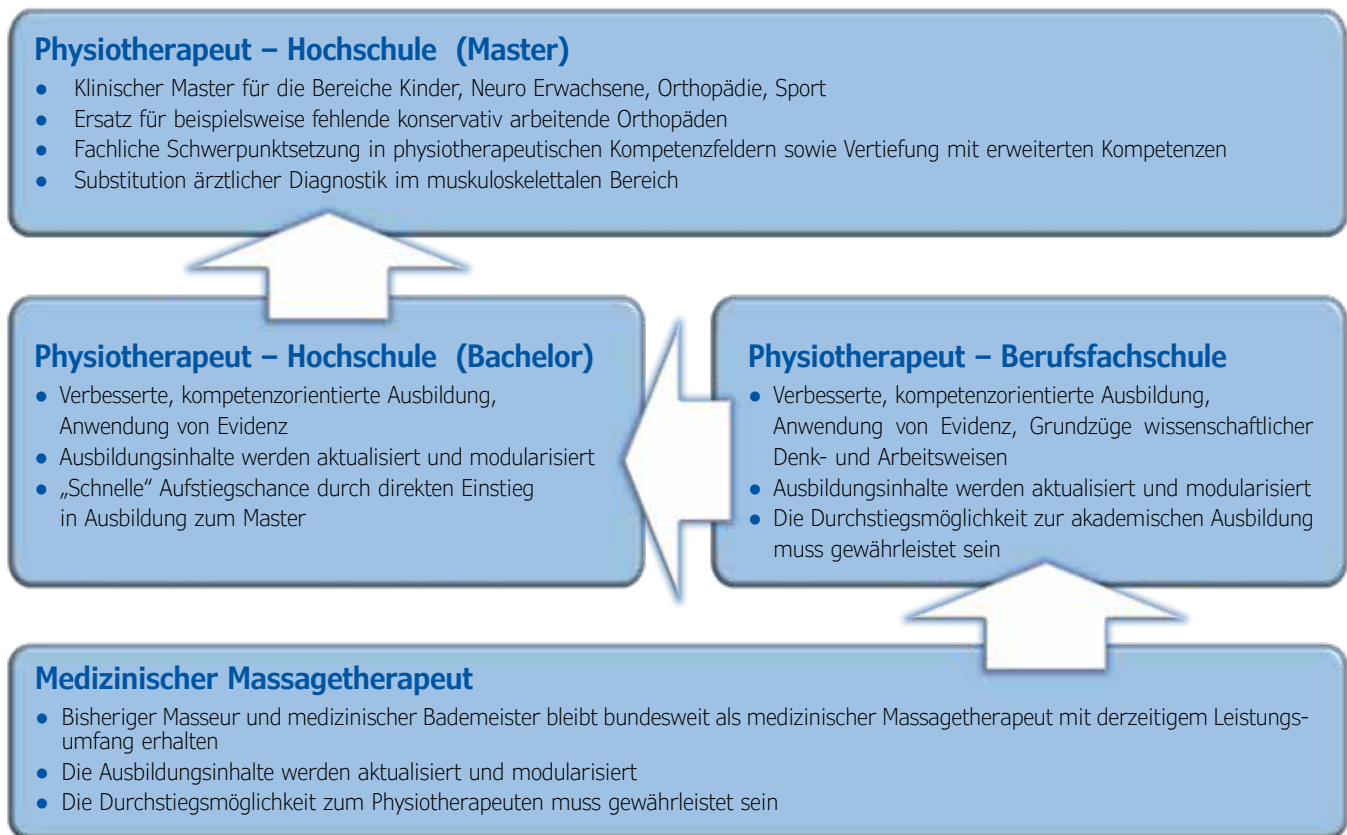 Physiotherapeut – Hochschule (Master)
● Klinischer Master für die Bereiche Kinder, Neuro Erwachsene, Orthopädie, Sport
● Ersatz für beispielsweise fehlende konservativ arbeitende Orthopäden
● Fachliche Schwerpunktsetzung in physiotherapeutischen Kompetenzfeldern sowie Vertiefung mit erweiterten Kompetenzen
● Substitution ärztlicher Diagnostik im muskuloskelettalen Bereich
Physiotherapeut – Hochschule (Bachelor)
● Verbesserte, kompetenzorientierte Ausbildung,
Anwendung von Evidenz
● Ausbildungsinhalte werden aktualisiert und modularisiert
● „Schnelle“ Aufstiegschance durch direkten Einstieg
in Ausbildung zum Master
Physiotherapeut – Berufsfachschule
● Verbesserte, kompetenzorientierte Ausbildung,
Anwendung von Evidenz, Grundzüge wissenschaftlicher
Denk- und Arbeitsweisen
● Ausbildungsinhalte werden aktualisiert und modularisiert
● Die Durchstiegsmöglichkeit zur akademischen Ausbildung
muss gewährleistet sein
Medizinischer Massagetherapeut
● Bisheriger Masseur und medizinischer Bademeister bleibt bundesweit als medizinischer Massagetherapeut mit derzeitigem Leistungs-
umfang erhalten
● Die Ausbildungsinhalte werden aktualisiert und modularisiert
● Die Durchstiegsmöglichkeit zum Physiotherapeuten muss gewährleistet sein